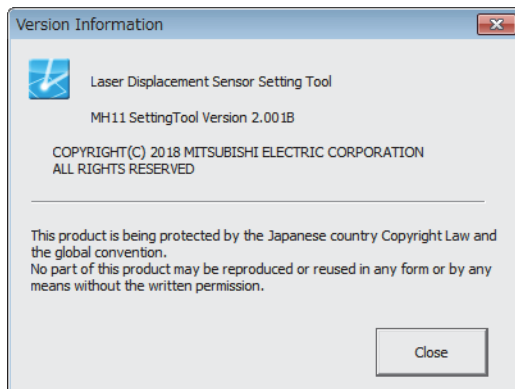 Version Information
Laser Displacement Sensor Setting Tool
MH11 SettingTool Version 2.001B
COPYRIGHT(C) 2018 MITSUBISHI ELECTRIC CORPORATION
ALL RIGHTS RESERVED
This product is being protected by the Japanese country Copyright Law and
the global convention.
No part of this product may be reproduced or reused in any form or by any
means without the written permission.
Close